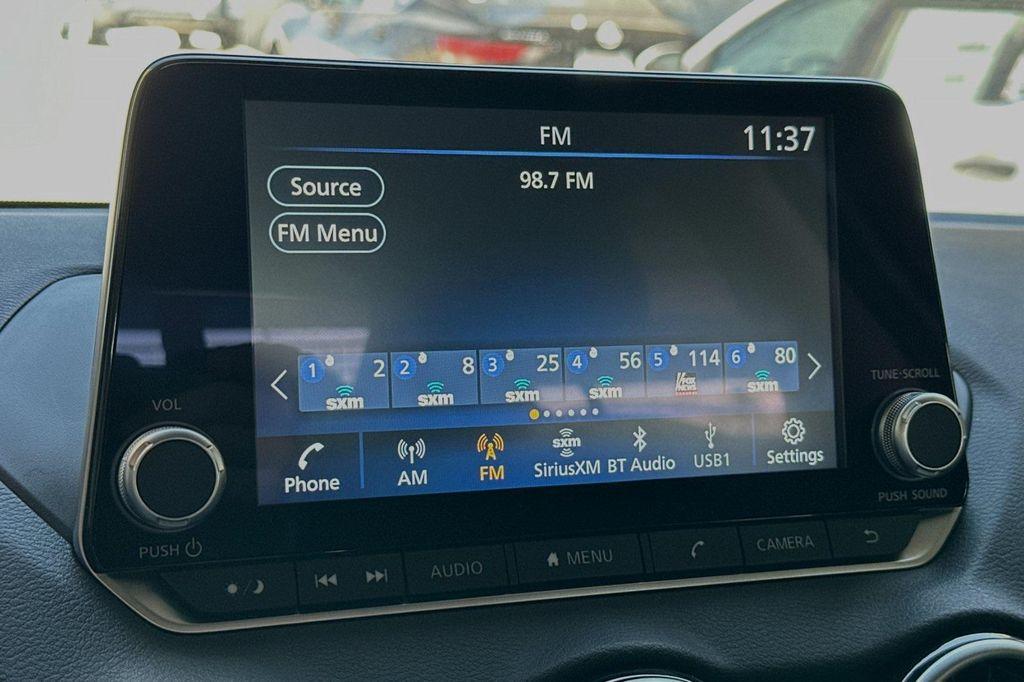 FM
11:37
Source
98.7 FM
FM Menu
1 2 2 8 3 25 4 56 5 114 6 80
sxm sxm sxm sxm FOX NEWS sxm
Phone AM FM sxm SiriusXM BT Audio USB1 Settings
VOL
PUSH
TUNE·SCROLL
PUSH SOUND
AUDIO MENU CAMERA